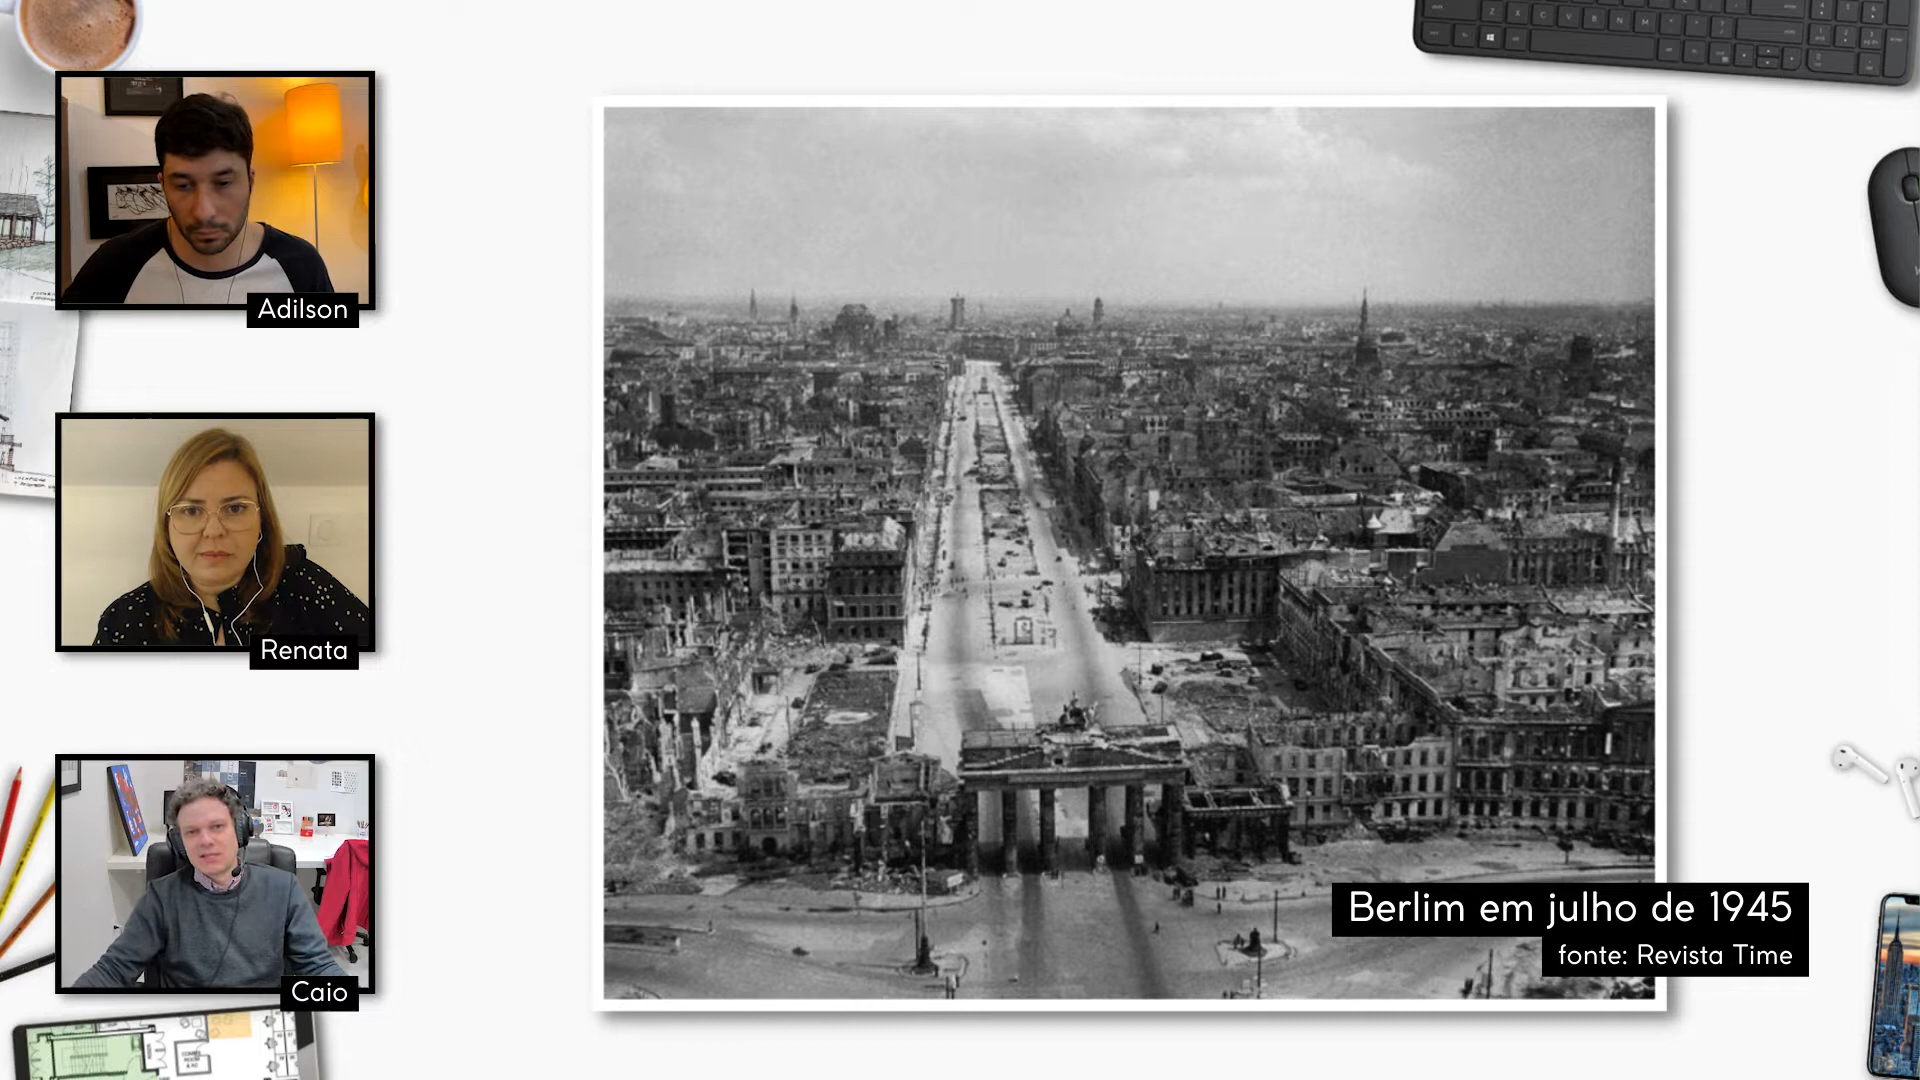 Adilson
Renata
Caio
Berlim em julho de 1945
fonte: Revista Time